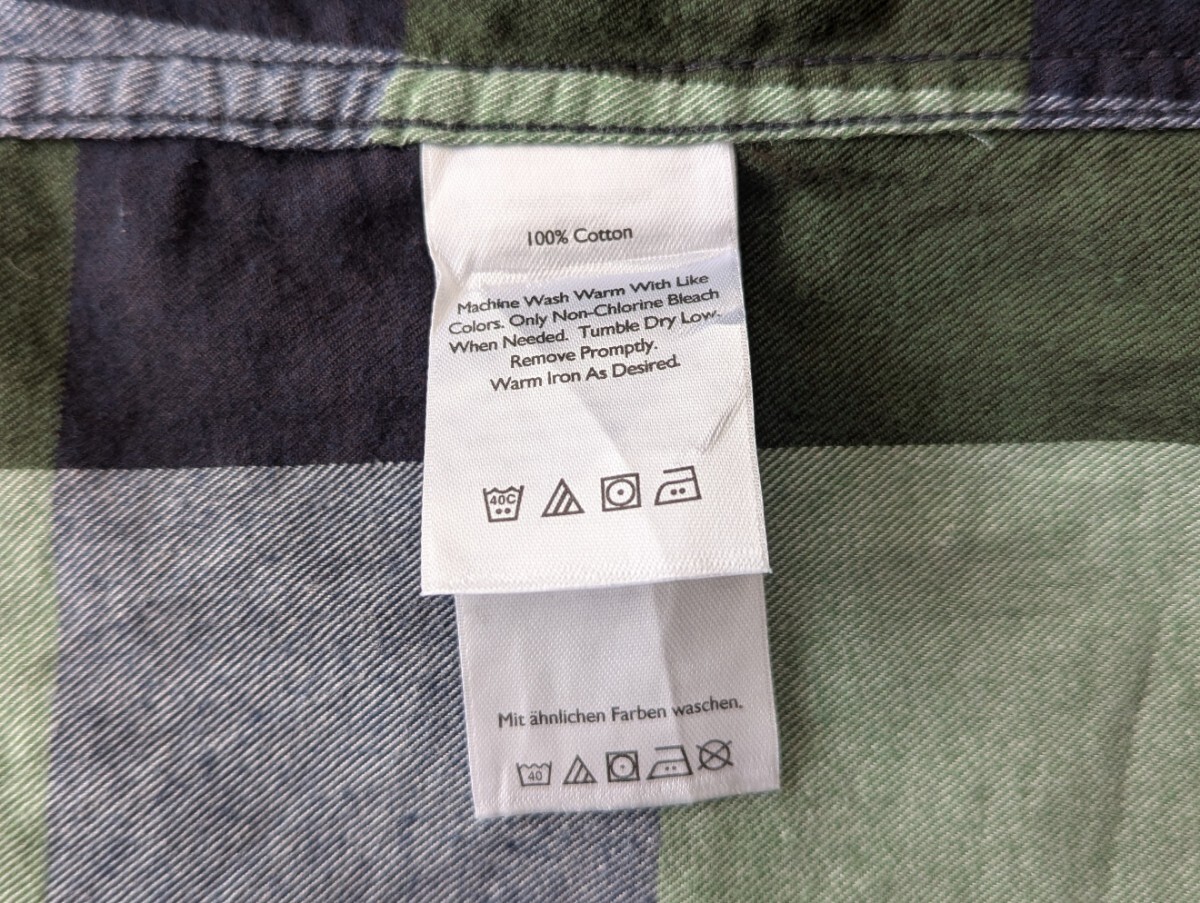 100% Cotton
Machine Wash Warm With Like
Colors. Only Non-Chlorine Bleach
When Needed. Tumble Dry Low.
Remove Promptly.
Warm Iron As Desired.
40C
Mit ähnlichen Farben waschen.
40